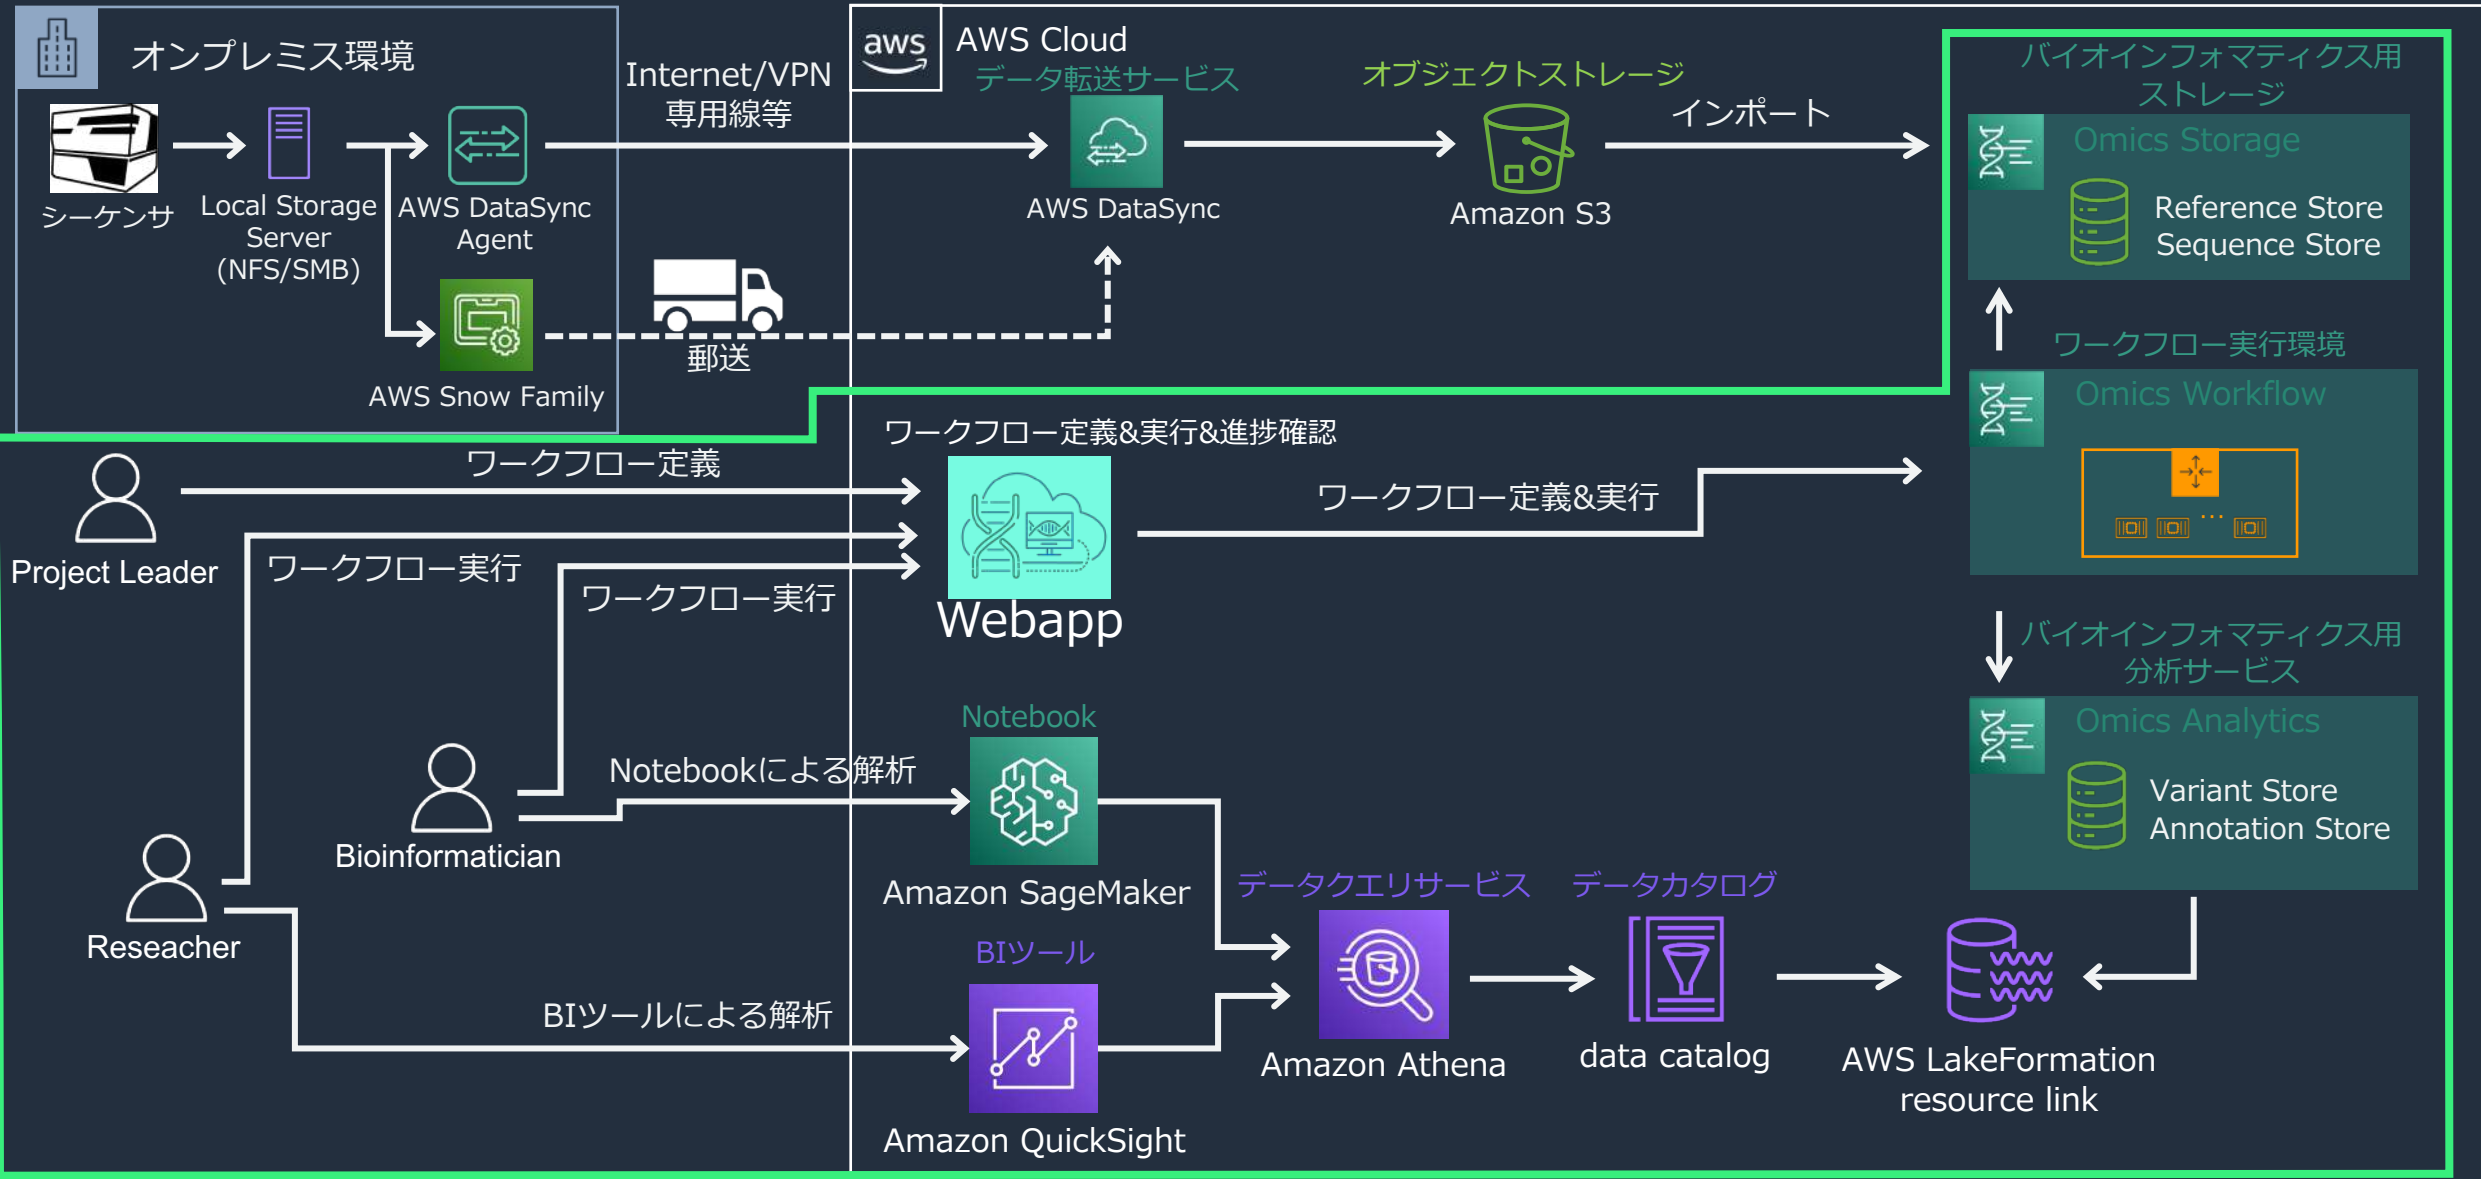 オンプレミス環境
シーケンサ
Local Storage
Server
(NFS/SMB)
AWS DataSync
Agent
AWS Snow Family
Internet/VPN
専用線等
郵送
aws
AWS Cloud
データ転送サービス
AWS DataSync
オブジェクトストレージ
Amazon S3
インポート
バイオインフォマティクス用
ストレージ
Omics Storage
Reference Store
Sequence Store
ワークフロー実行環境
Omics Workflow
...
バイオインフォマティクス用
分析サービス
Omics Analytics
Variant Store
Annotation Store
Project Leader
ワークフロー定義
ワークフロー実行
ワークフロー実行
ワークフロー定義&実行&進捗確認
Webapp
ワークフロー定義&実行
Bioinformatician
Notebookによる解析
Notebook
Amazon SageMaker
Reseacher
BIツールによる解析
BIツール
Amazon QuickSight
データクエリサービス
Amazon Athena
データカタログ
data catalog
AWS LakeFormation
resource link